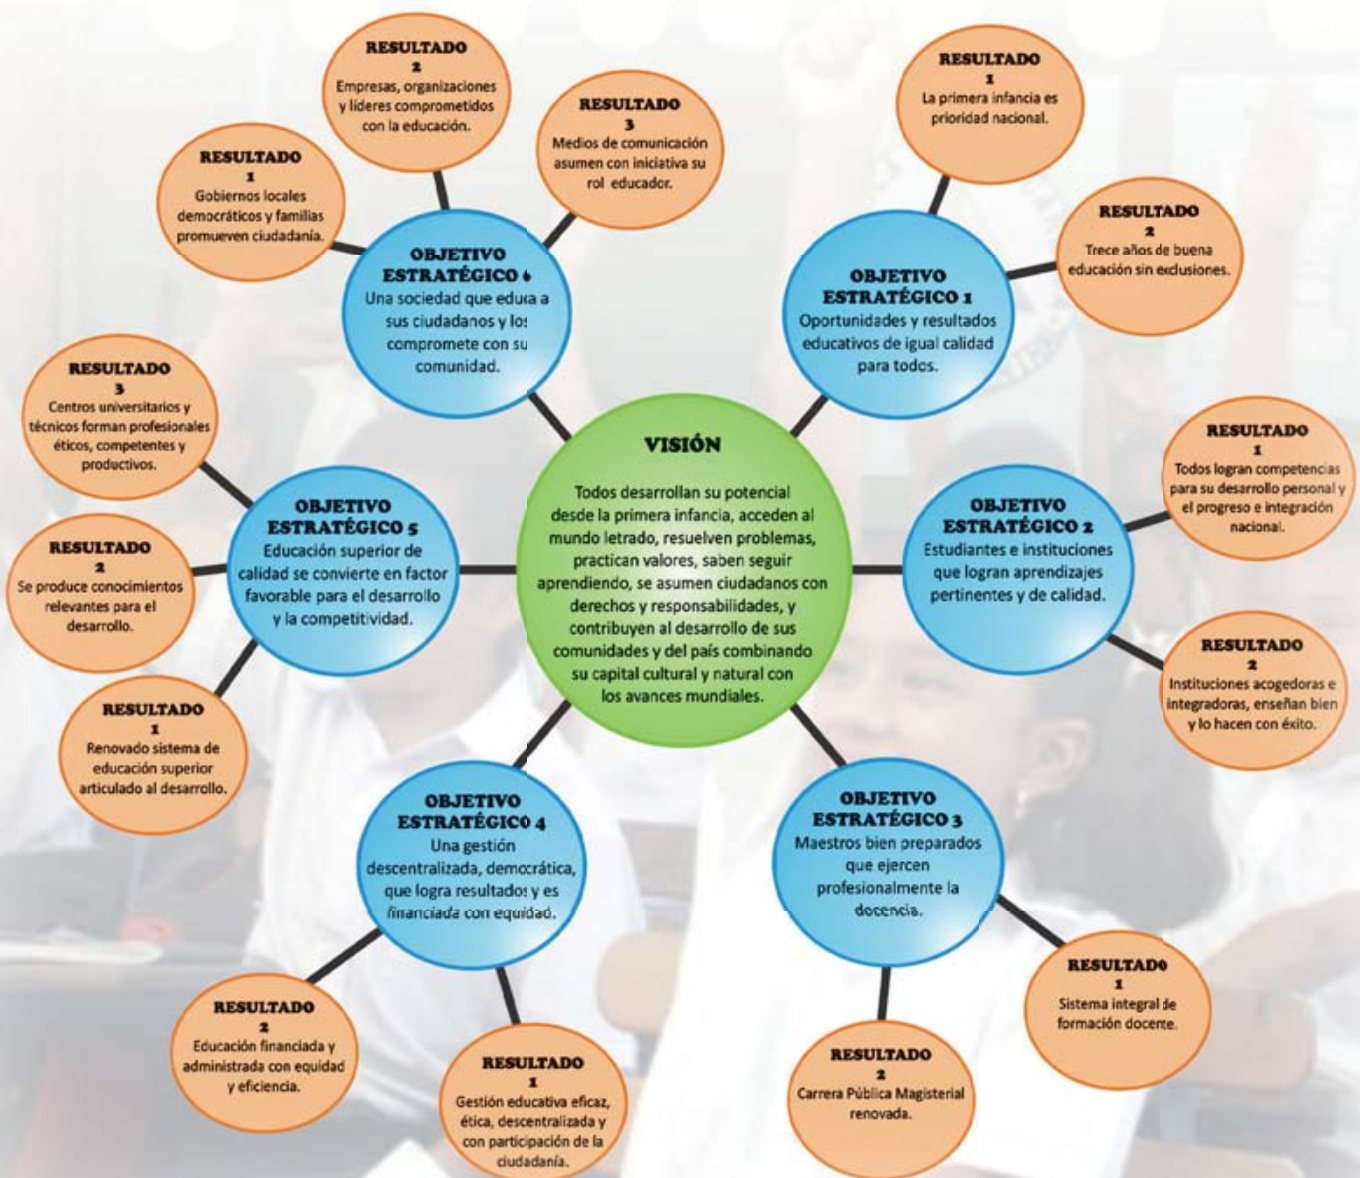 VISIÓN
Todos desarrollan su potencial
desde la primera infancia, acceden al
mundo letrado, resuelven problemas,
practican valores, saben seguir
aprendiendo, se asumen ciudadanos con
derechos y responsabilidades, y
contribuyen al desarrollo de sus
comunidades y del país combinando
su capital cultural y natural con
los avances mundiales.
OBJETIVO
ESTRATÉGICO 1
Oportunidades y resultados
educativos de igual calidad
para todos.
RESULTADO
1
La primera infancia es
prioridad nacional.
RESULTADO
2
Trece años de buena
educación sin exclusiones.
OBJETIVO
ESTRATÉGICO 2
Estudiantes e instituciones
que logran aprendizajes
pertinentes y de calidad.
RESULTADO
1
Todos logran competencias
para su desarrollo personal y
el progreso e integración
nacional.
RESULTADO
2
Instituciones acogedoras e
integradoras, enseñan bien
y lo hacen con éxito.
OBJETIVO
ESTRATÉGICO 3
Maestros bien preparados
que ejercen
profesionalmente la
docencia.
RESULTADO
1
Sistema integral de
formación docente.
RESULTADO
2
Carrera Pública Magisterial
renovada.
OBJETIVO
ESTRATÉGICO 4
Una gestión
descentralizada, democrática,
que logra resultados y es
financiada con equidad.
RESULTADO
1
Gestión educativa eficaz,
ética, descentralizada y
con participación de la
ciudadanía.
RESULTADO
2
Educación financiada y
administrada con equidad
y eficiencia.
OBJETIVO
ESTRATÉGICO 5
Educación superior de
calidad se convierte en factor
favorable para el desarrollo
y la competitividad.
RESULTADO
1
Renovado sistema de
educación superior
articulado al desarrollo.
RESULTADO
2
Se produce conocimientos
relevantes para el
desarrollo.
RESULTADO
3
Centros universitarios y
técnicos forman profesionales
éticos, competentes y
productivos.
OBJETIVO
ESTRATÉGICO 6
Una sociedad que educa a
sus ciudadanos y los
compromete con su
comunidad.
RESULTADO
1
Gobiernos locales
democráticos y familias
promueven ciudadanía.
RESULTADO
2
Empresas, organizaciones
y líderes comprometidos
con la educación.
RESULTADO
3
Medios de comunicación
asumen con iniciativa su
rol educador.